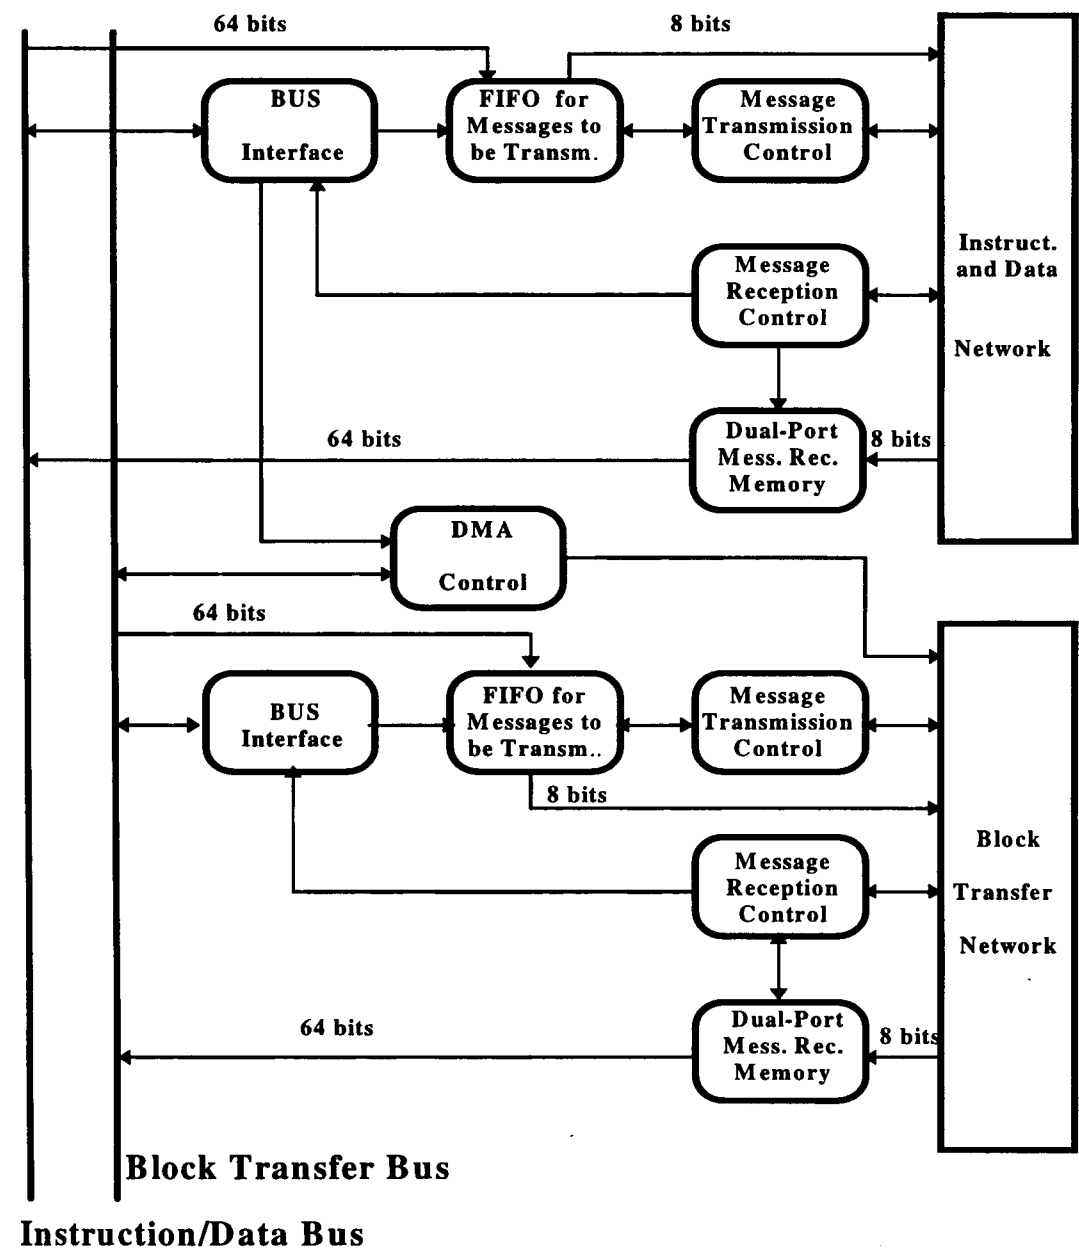 64 bits
8 bits
BUS
Interface
FIFO for
Messages to
be Transm.
Message
Transmission
Control
Message
Reception
Control
Instruct.
and Data
Network
64 bits
Dual-Port
Mess. Rec.
Memory
8 bits
DMA
Control
64 bits
BUS
Interface
FIFO for
Messages to
be Transm..
Message
Transmission
Control
8 bits
Message
Reception
Control
Block
Transfer
Network
64 bits
Dual-Port
Mess. Rec.
Memory
8 bits
Block Transfer Bus
Instruction/Data Bus